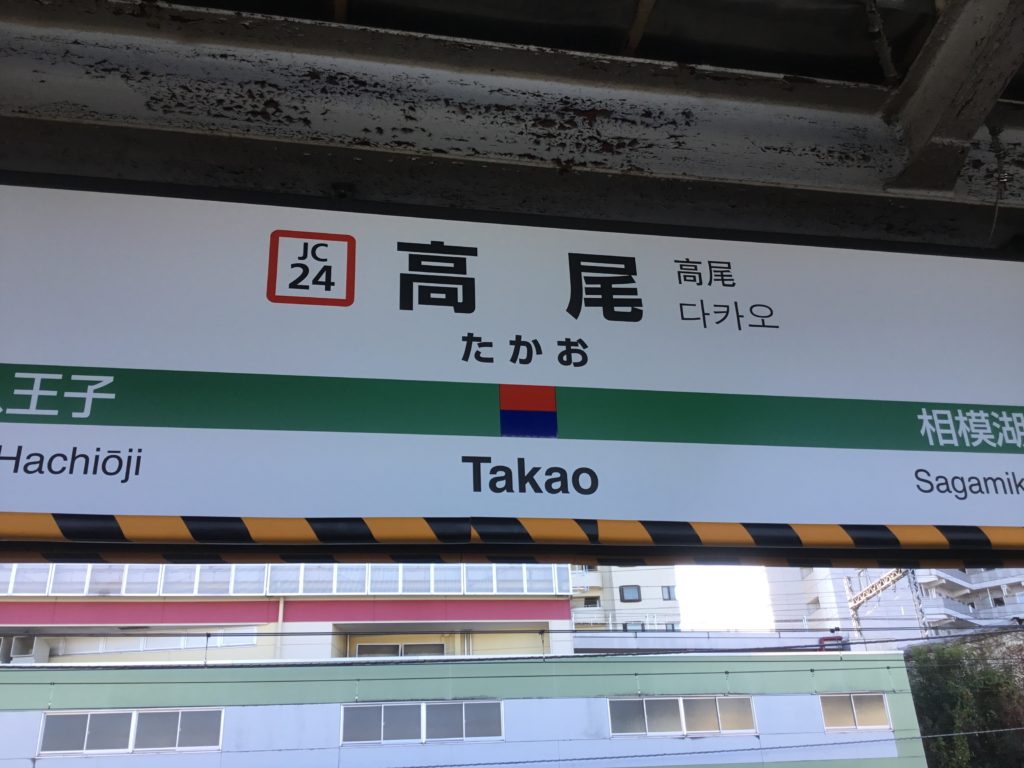 JC
24
高尾
高尾
다카오
たかお
王子
相模湖
Hachiōji
Takao
Sagamik